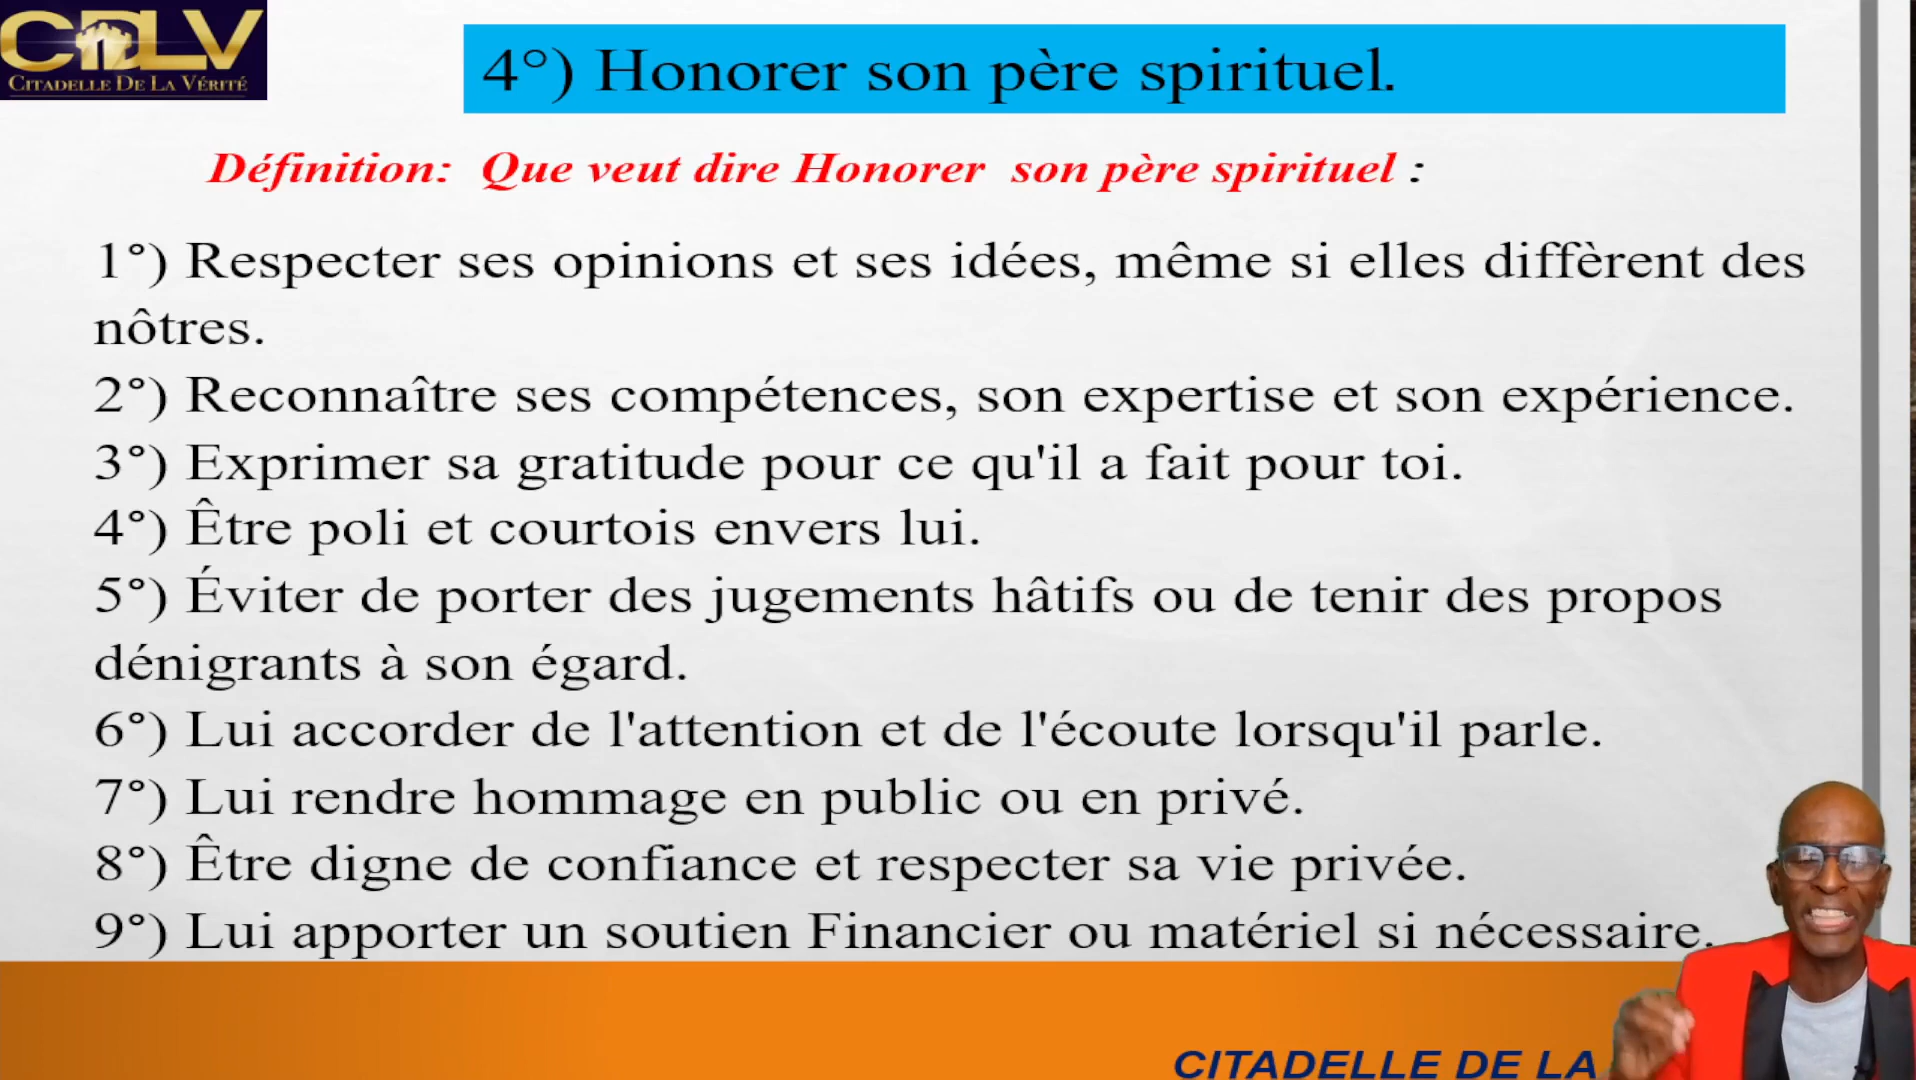 CDLV
CITADELLE DE LA VÉRITÉ
4°) Honorer son père spirituel.
Définition: Que veut dire Honorer son père spirituel :
1°) Respecter ses opinions et ses idées, même si elles diffèrent des
nôtres.
2°) Reconnaître ses compétences, son expertise et son expérience.
3°) Exprimer sa gratitude pour ce qu'il a fait pour toi.
4°) Être poli et courtois envers lui.
5°) Éviter de porter des jugements hâtifs ou de tenir des propos
dénigrants à son égard.
6°) Lui accorder de l'attention et de l'écoute lorsqu'il parle.
7°) Lui rendre hommage en public ou en privé.
8°) Être digne de confiance et respecter sa vie privée.
9°) Lui apporter un soutien Financier ou matériel si nécessaire.
CITADELLE DE LA